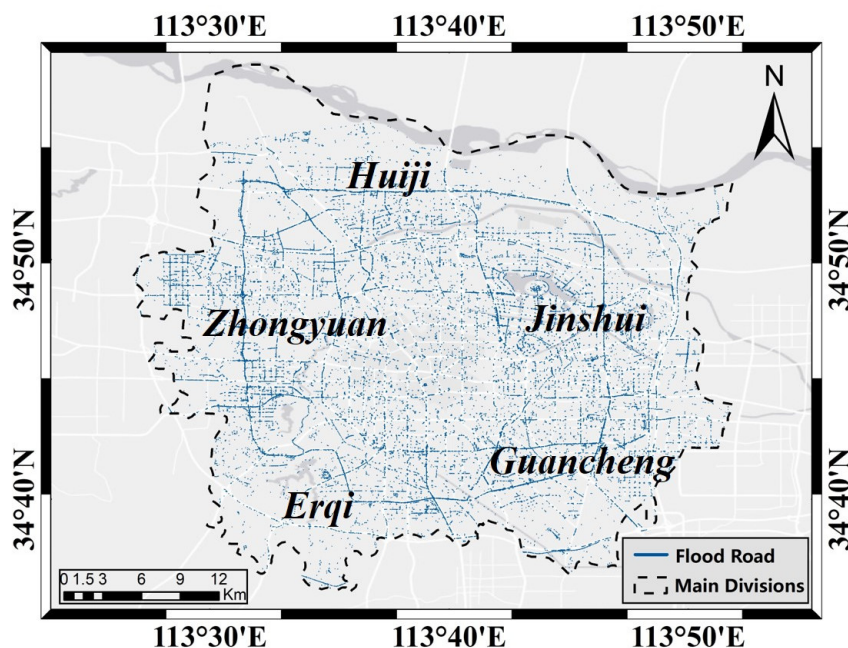 113°30'E 113°40'E 113°50'E
N
Huiji
34°50'N 34°50'N
Zhongyuan Jinshui
Guancheng
34°40'N 34°40'N
Erqi
Flood Road
Main Divisions
0 1.5 3 6 9 12
Km
113°30'E 113°40'E 113°50'E